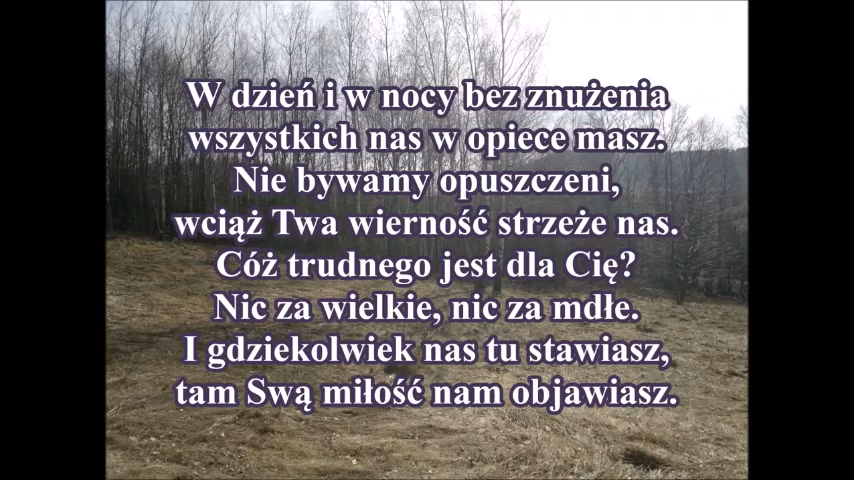 W dzień i w nocy bez znużenia
wszystkich nas w opiece masz.
Nie bywamy opuszczeni,
wciąż Twa wierność strzeże nas.
Cóż trudnego jest dla Cię?
Nic za wielkie, nic za mdłe.
I gdziekolwiek nas tu stawiasz,
tam Swą miłość nam objawiasz.